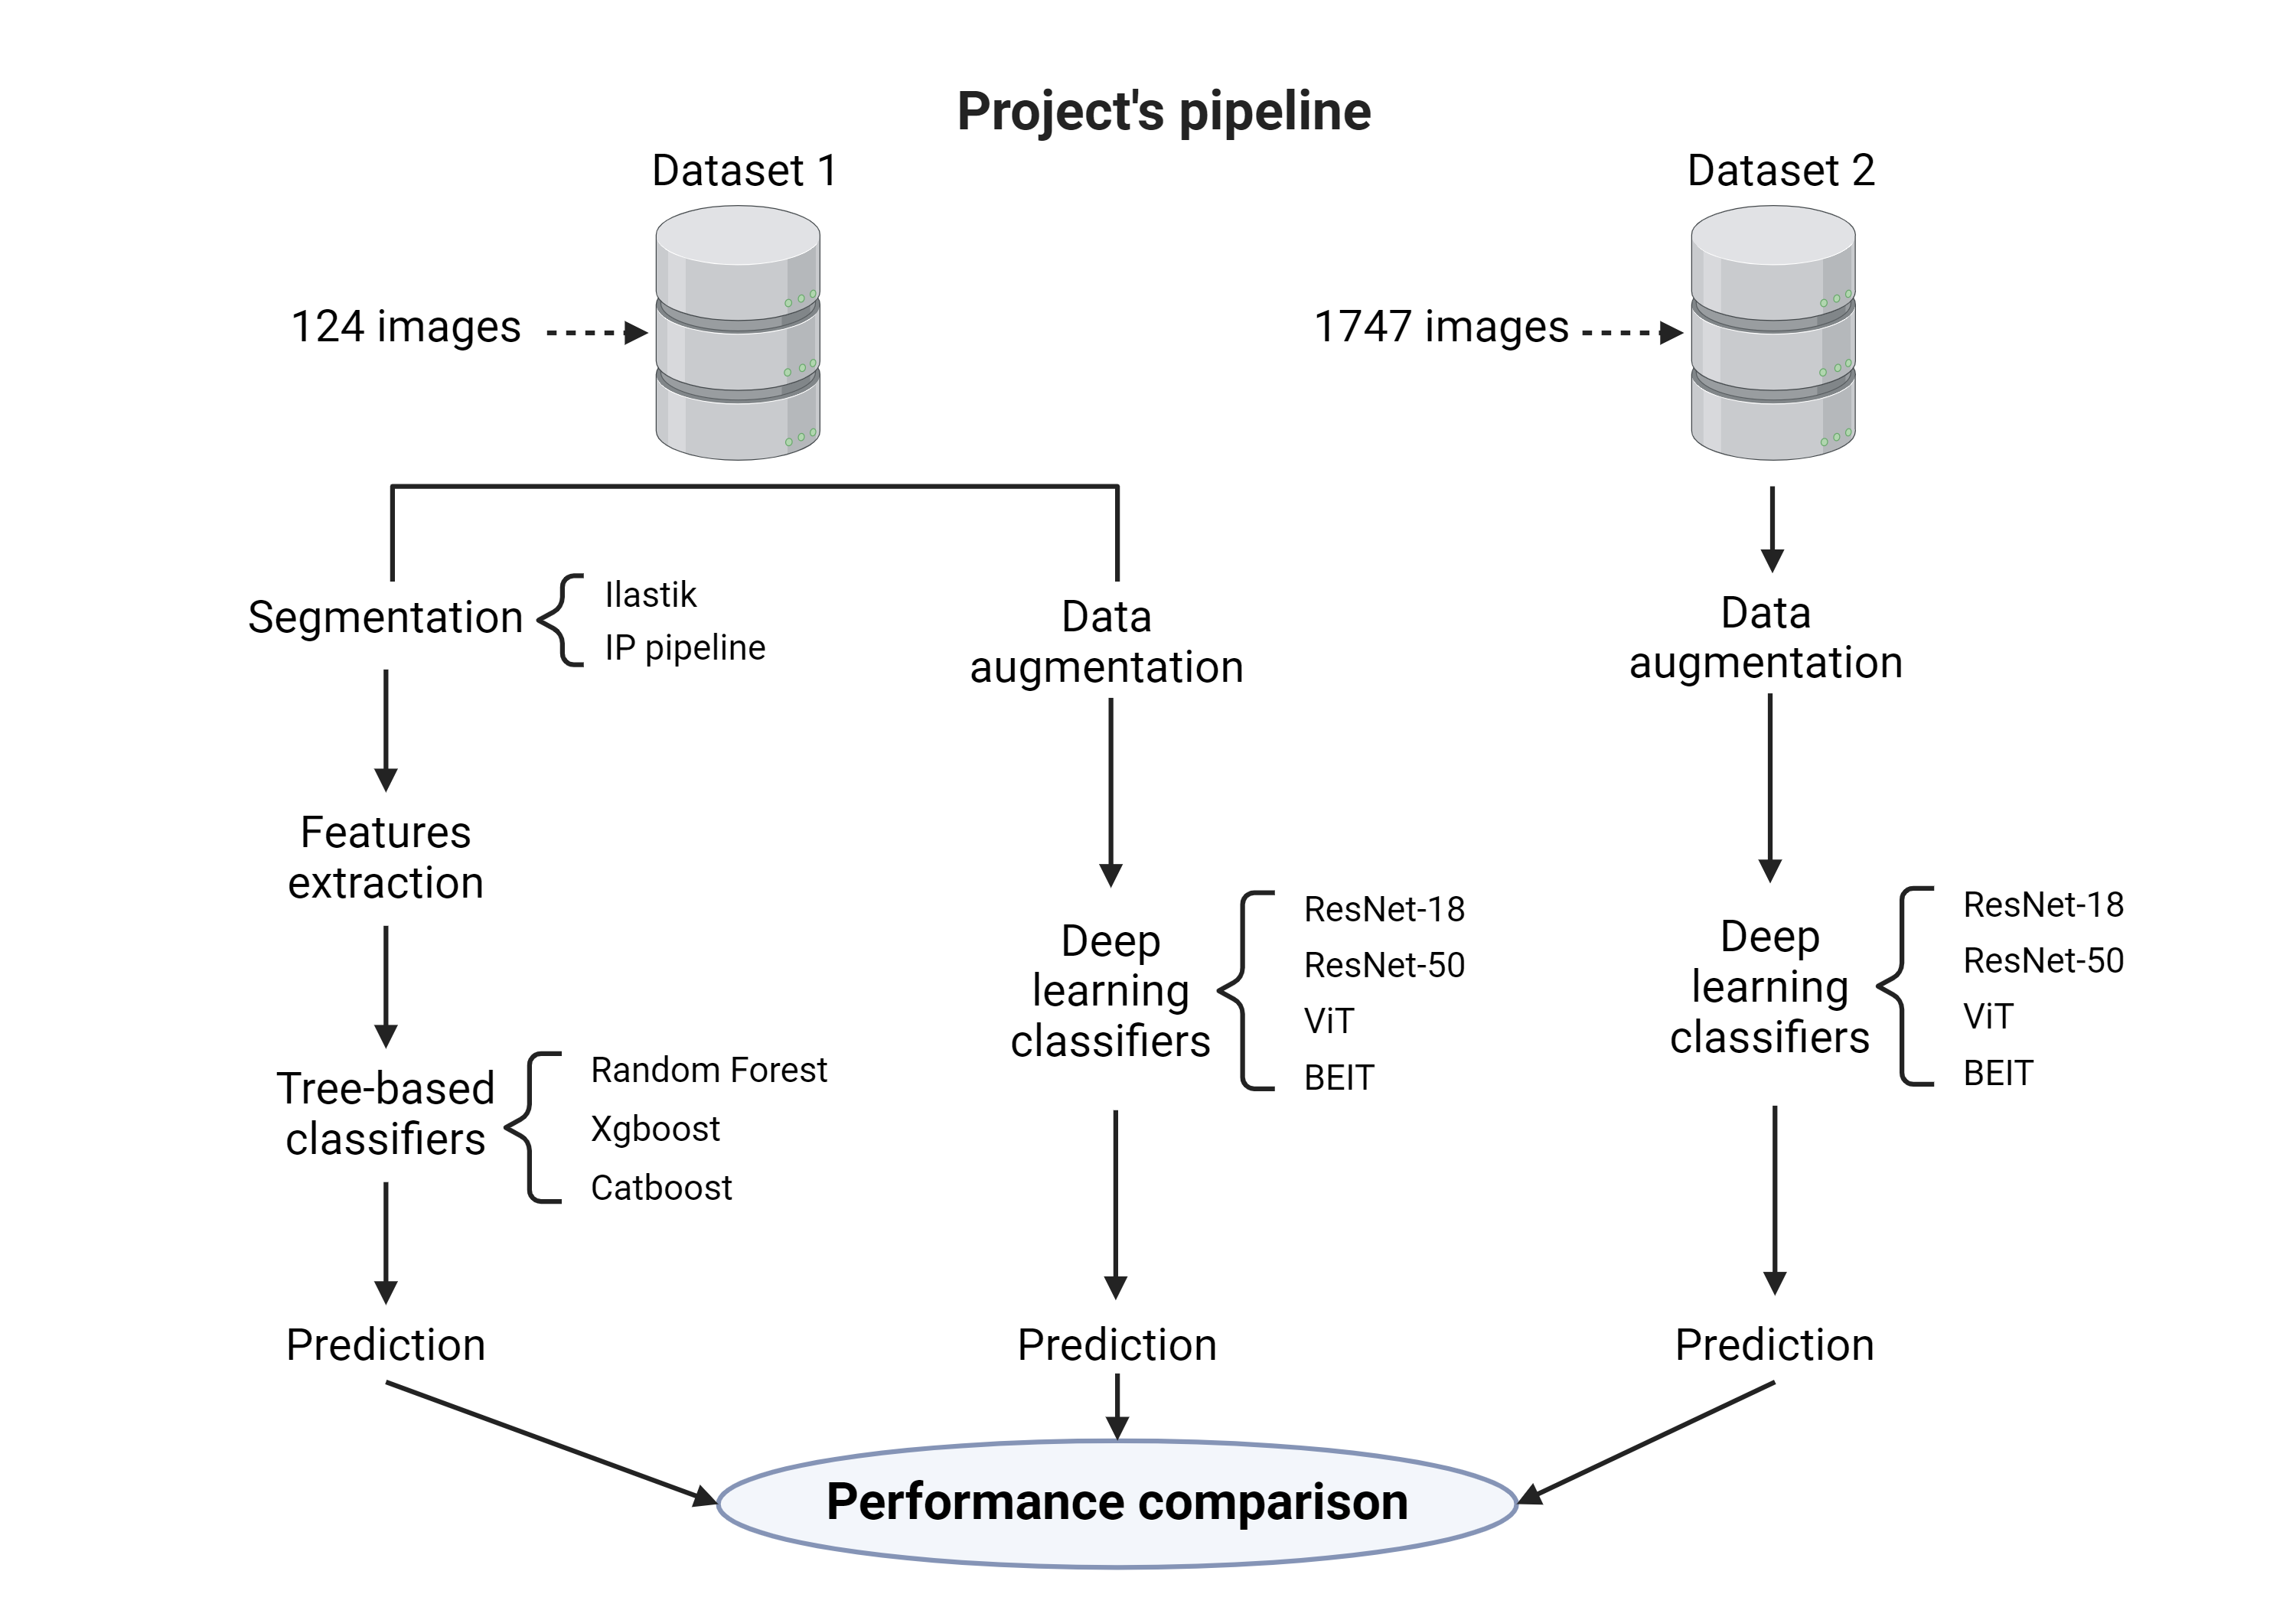 Project's pipeline
Dataset 1
Dataset 2
124 images
1747 images
Segmentation
Ilastik
IP pipeline
Features
extraction
Tree-based
classifiers
Random Forest
Xgboost
Catboost
Prediction
Data
augmentation
Deep
learning
classifiers
ResNet-18
ResNet-50
ViT
BEIT
Prediction
Data
augmentation
Deep
learning
classifiers
ResNet-18
ResNet-50
ViT
BEIT
Prediction
Performance comparison